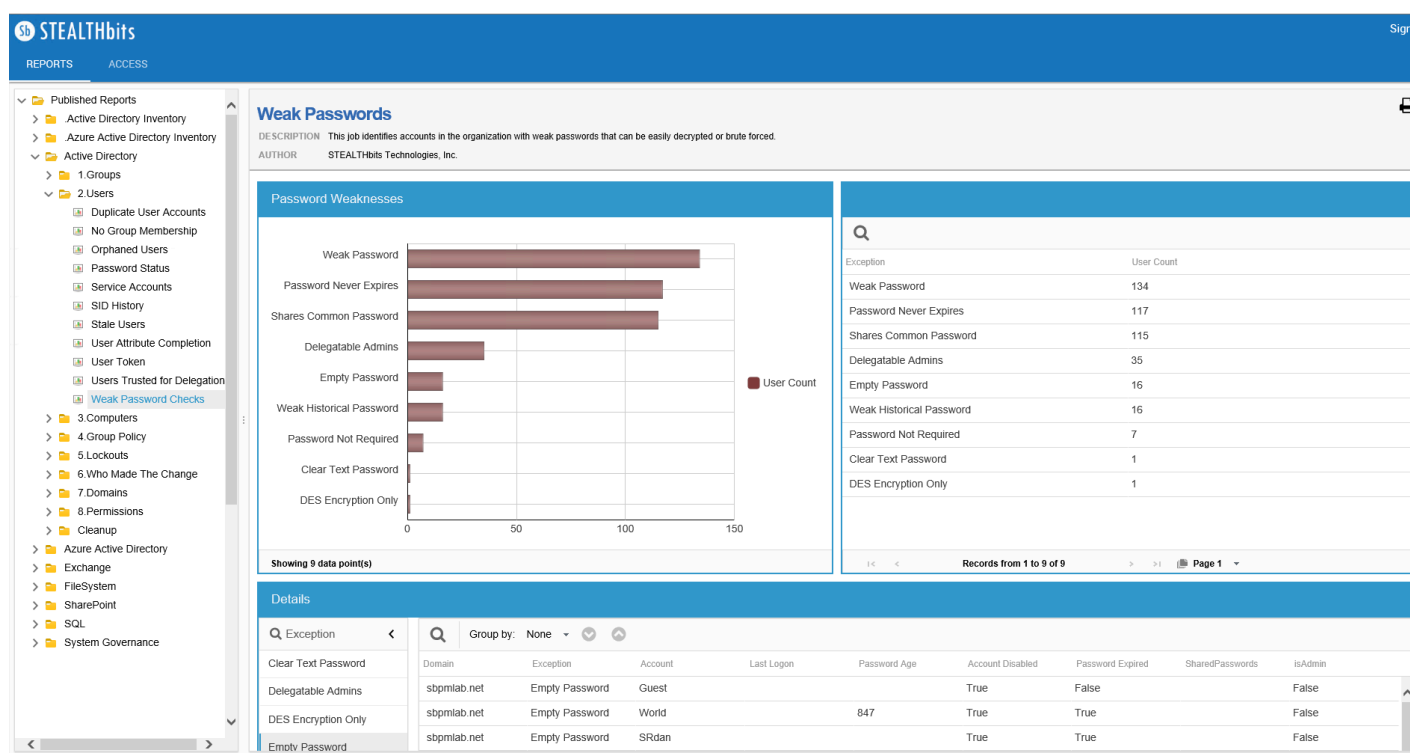 Sb STEALTHbits
Sign
REPORTS ACCESS
Published Reports
.Active Directory Inventory
.Azure Active Directory Inventory
Active Directory
1.Groups
2.Users
Duplicate User Accounts
No Group Membership
Orphaned Users
Password Status
Service Accounts
SID History
Stale Users
User Attribute Completion
User Token
Users Trusted for Delegation
Weak Password Checks
3.Computers
4.Group Policy
5.Lockouts
6.Who Made The Change
7.Domains
8.Permissions
Cleanup
Azure Active Directory
Exchange
FileSystem
SharePoint
SQL
System Governance
Weak Passwords
DESCRIPTION This job identifies accounts in the organization with weak passwords that can be easily decrypted or brute forced.
AUTHOR STEALTHbits Technologies, Inc.
Password Weaknesses
Weak Password
Password Never Expires
Shares Common Password
Delegatable Admins
Empty Password
Weak Historical Password
Password Not Required
Clear Text Password
DES Encryption Only
0 50 100 150
User Count
Showing 9 data point(s)
Exception User Count
Weak Password 134
Password Never Expires 117
Shares Common Password 115
Delegatable Admins 35
Empty Password 16
Weak Historical Password 16
Password Not Required 7
Clear Text Password 1
DES Encryption Only 1
Records from 1 to 9 of 9 Page 1
Details
Exception
Clear Text Password
Delegatable Admins
DES Encryption Only
Empty Password
Group by: None
Domain Exception Account Last Logon Password Age Account Disabled Password Expired SharedPasswords isAdmin
sbpmlab.net Empty Password Guest True False False
sbpmlab.net Empty Password World 847 True True False
sbpmlab.net Empty Password SRdan True True False